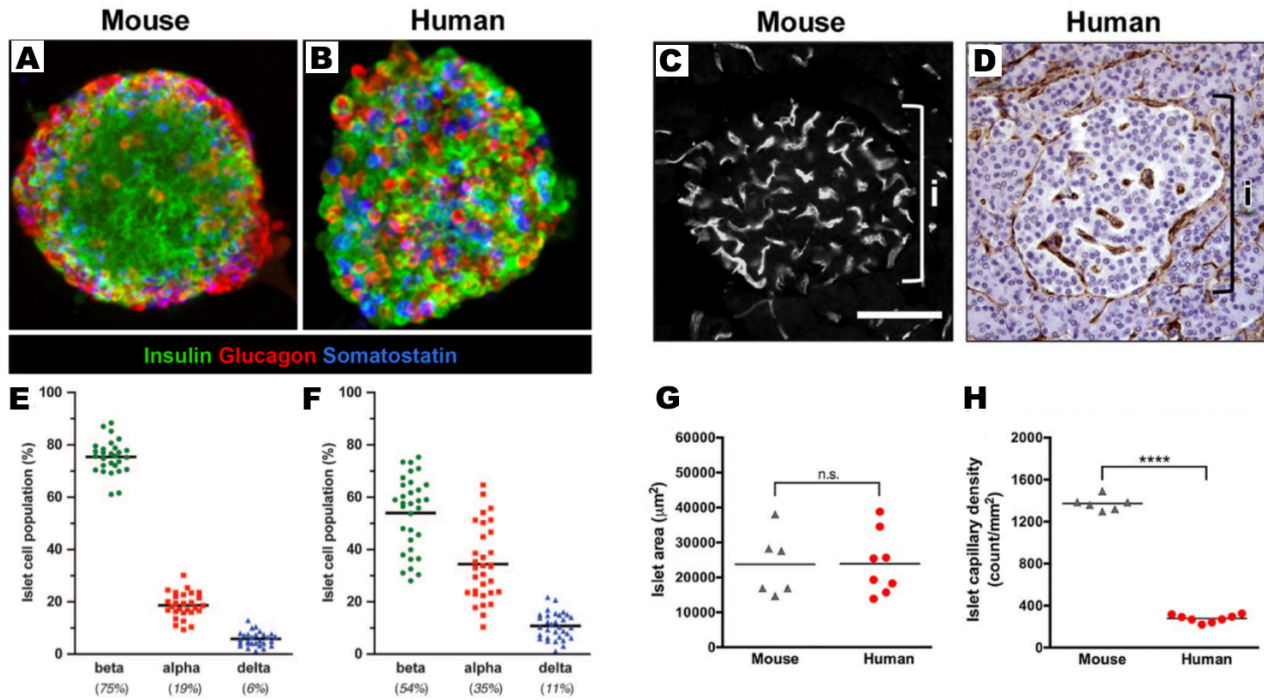 Mouse
Human
Mouse
Human
A
B
C
D
i
i
Insulin Glucagon Somatostatin
E
F
G
H
Islet cell population (%)
100
80
60
40
20
0
beta
alpha
delta
(75%)
(19%)
(6%)
Islet cell population (%)
100
80
60
40
20
0
beta
alpha
delta
(54%)
(35%)
(11%)
Islet area (μm²)
60000
50000
40000
30000
20000
10000
0
n.s.
Mouse
Human
Islet capillary density
(count/mm²)
2000
1600
1200
800
400
0
****
Mouse
Human